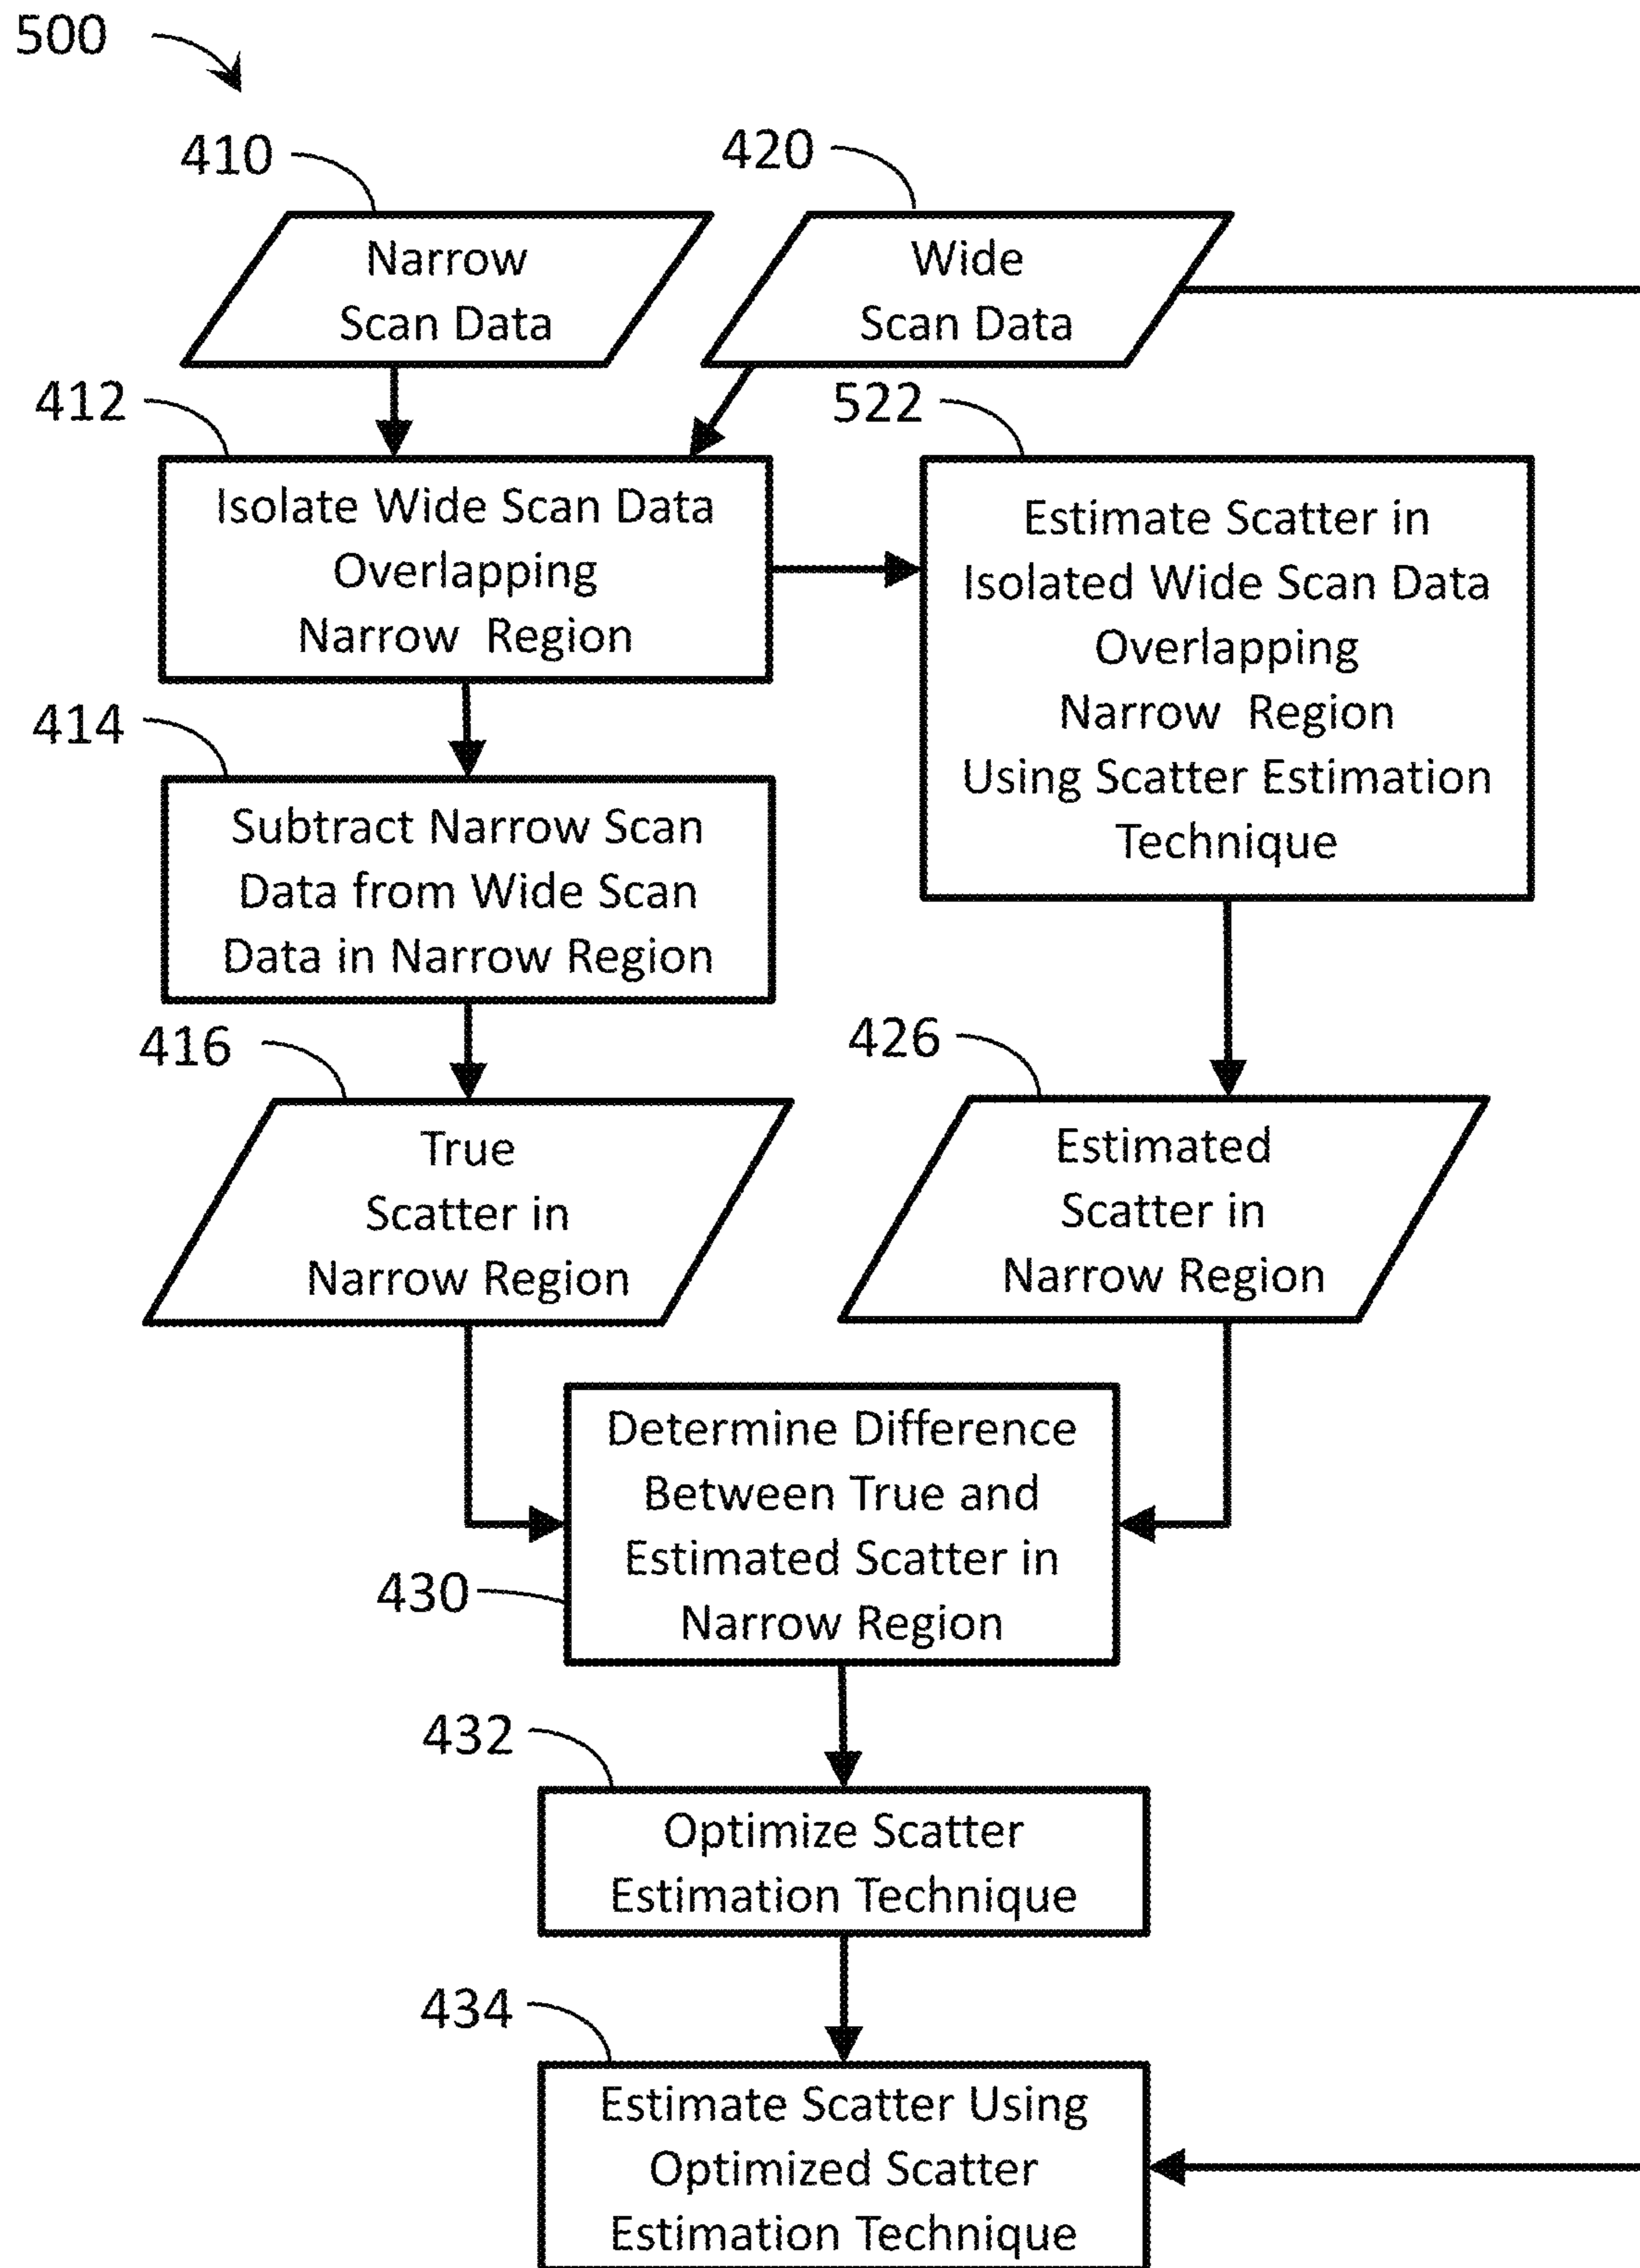 500
410
420
Narrow
Scan Data
Wide
Scan Data
412
522
Isolate Wide Scan Data
Overlapping
Narrow Region
Estimate Scatter in
Isolated Wide Scan Data
Overlapping
Narrow Region
Using Scatter Estimation
Technique
414
Subtract Narrow Scan
Data from Wide Scan
Data in Narrow Region
416
426
True
Scatter in
Narrow Region
Estimated
Scatter in
Narrow Region
Determine Difference
Between True and
Estimated Scatter in
Narrow Region
430
432
Optimize Scatter
Estimation Technique
434
Estimate Scatter Using
Optimized Scatter
Estimation Technique